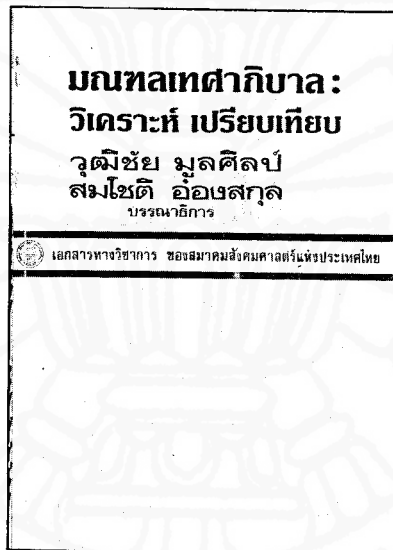 มณฑลเทศาภิบาล :
วิเคราะห์ เปรียบเทียบ
วุฒิชัย มูลศิลป์
สมโชติ อ๋องสกุล
บรรณาธิการ
เอกสารทางวิชาการ ของสมาคมสังคมศาสตร์แห่งประเทศไทย